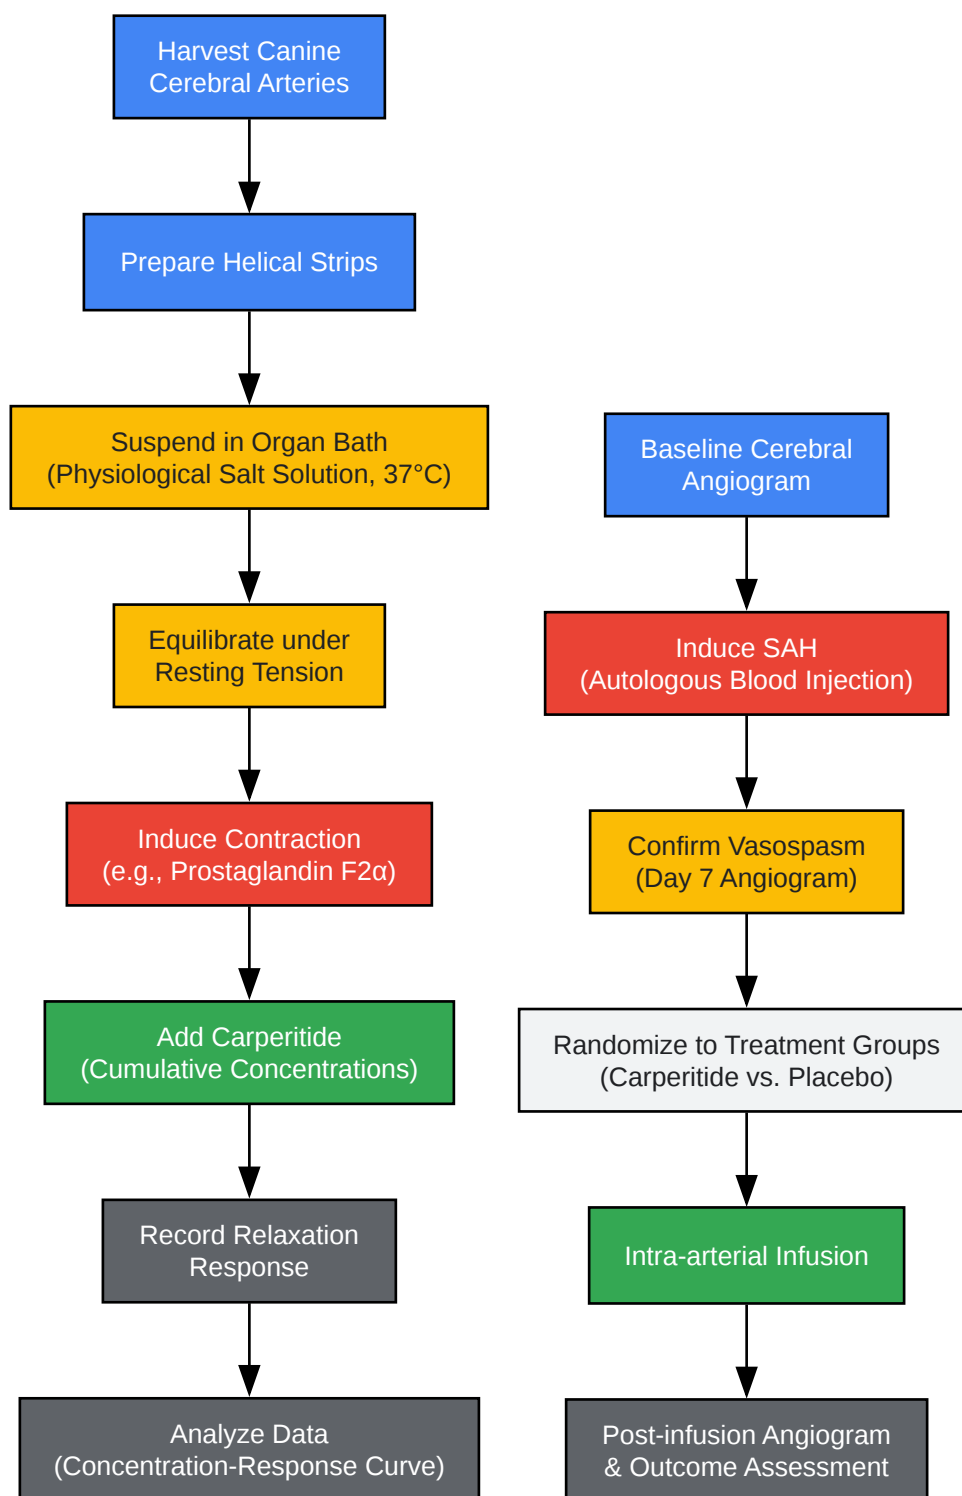 Harvest Canine
Cerebral Arteries
Prepare Helical Strips
Suspend in Organ Bath
(Physiological Salt Solution, 37°C)
Equilibrate under
Resting Tension
Induce Contraction
(e.g., Prostaglandin F2α)
Add Carperitide
(Cumulative Concentrations)
Record Relaxation
Response
Analyze Data
(Concentration-Response Curve)
Baseline Cerebral
Angiogram
Induce SAH
(Autologous Blood Injection)
Confirm Vasospasm
(Day 7 Angiogram)
Randomize to Treatment Groups
(Carperitide vs. Placebo)
Intra-arterial Infusion
Post-infusion Angiogram
& Outcome Assessment